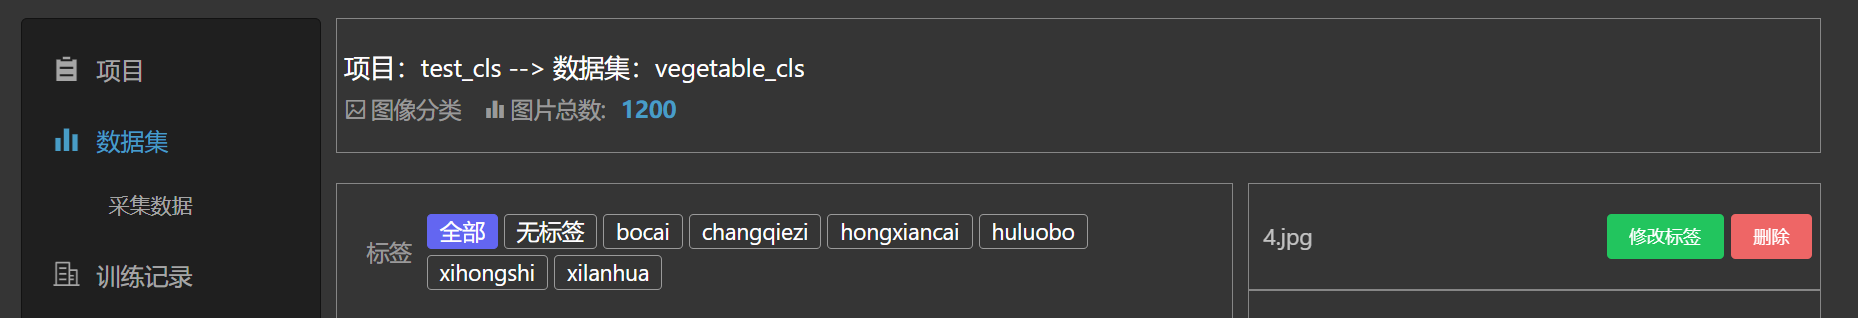 项目
数据集
采集数据
训练记录
项目：test_cls --> 数据集：vegetable_cls
图像分类 图片总数: 1200
标签
全部 无标签 bocai changqiezi hongxiancai huluobo
xihongshi xilanhua
4.jpg 修改标签 删除